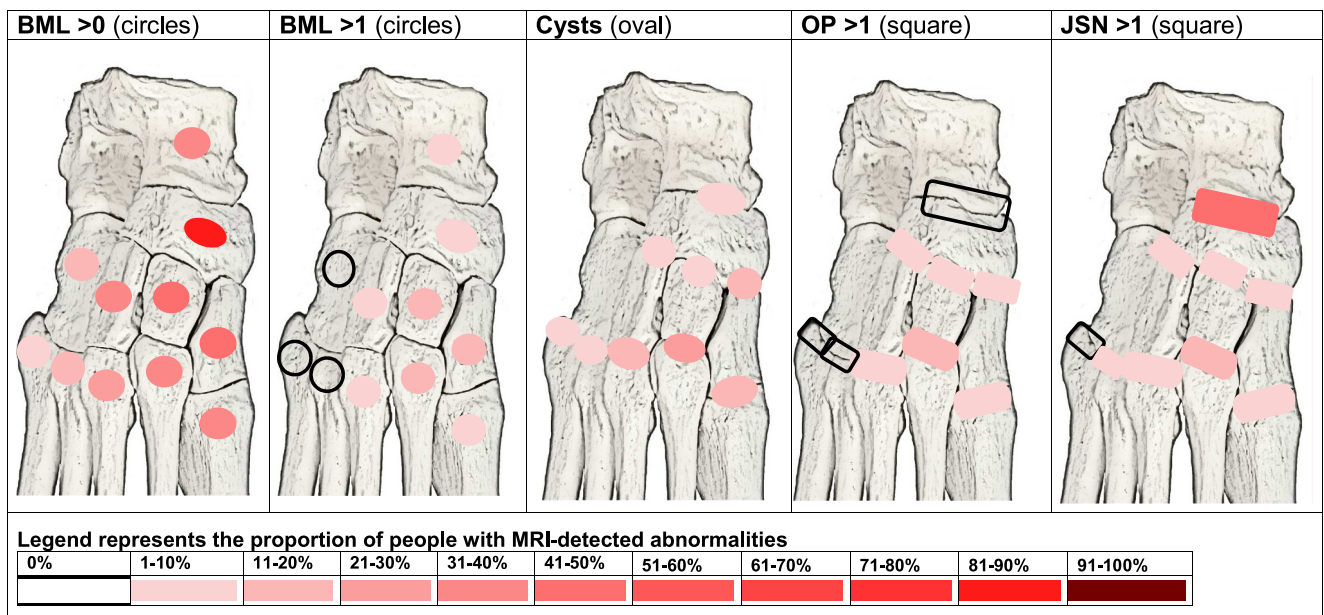 BML >0 (circles) BML >1 (circles) Cysts (oval) OP >1 (square) JSN >1 (square)
Legend represents the proportion of people with MRI-detected abnormalities
0% 1-10% 11-20% 21-30% 31-40% 41-50% 51-60% 61-70% 71-80% 81-90% 91-100%